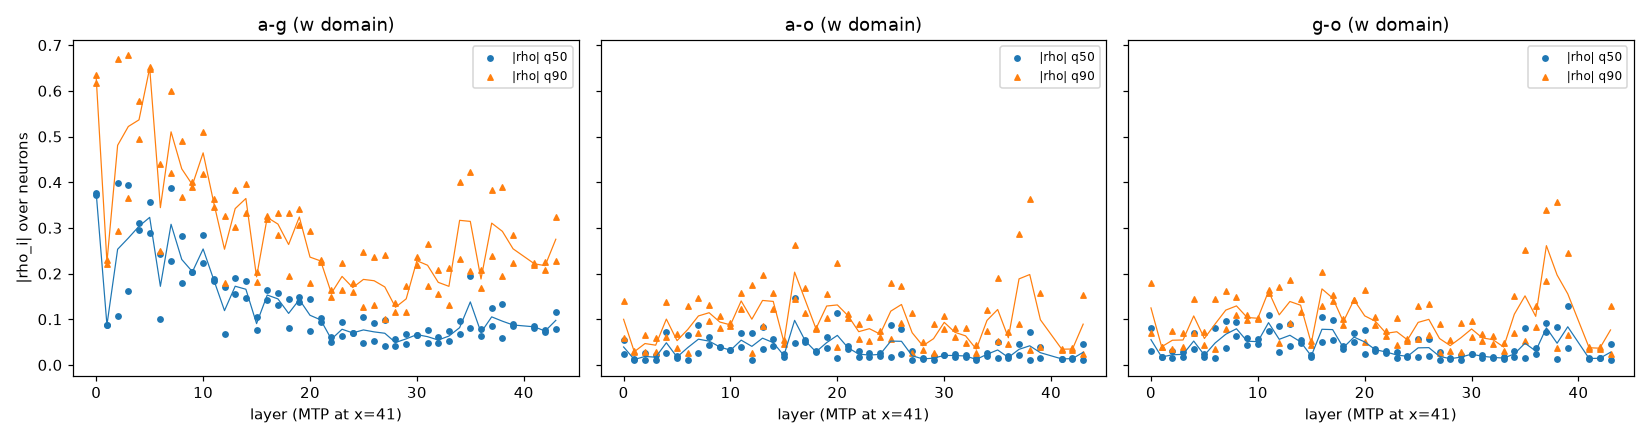 a-g (w domain)
a-o (w domain)
g-o (w domain)
|rho_i| over neurons
0.7
0.6
0.5
0.4
0.3
0.2
0.1
0.0
|rho| q50
|rho| q90
|rho| q50
|rho| q90
|rho| q50
|rho| q90
0 10 20 30 40
0 10 20 30 40
0 10 20 30 40
layer (MTP at x=41)
layer (MTP at x=41)
layer (MTP at x=41)